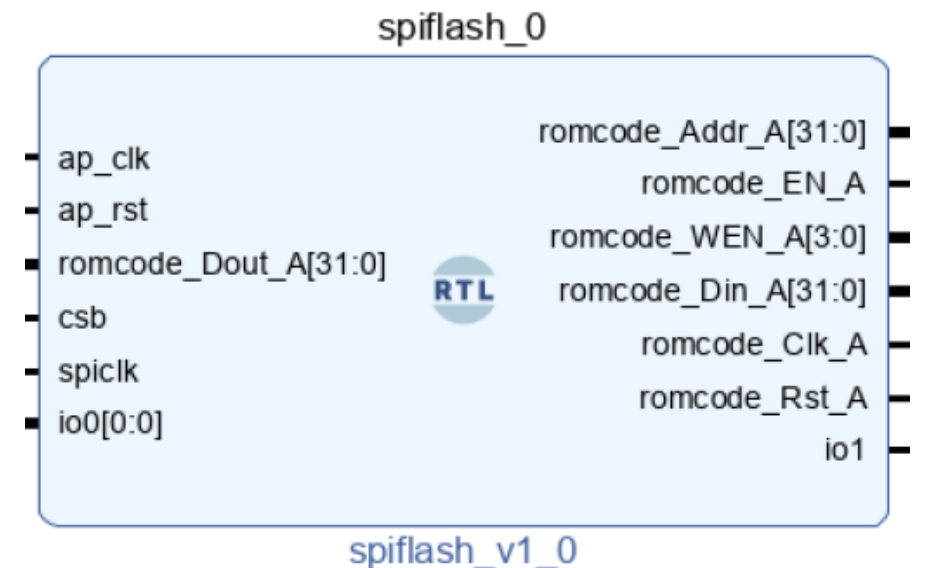 spiflash_0
ap_clk
ap_rst
romcode_Dout_A[31:0]
csb
spiclk
io0[0:0]
RTL
romcode_Addr_A[31:0]
romcode_EN_A
romcode_WEN_A[3:0]
romcode_Din_A[31:0]
romcode_Clk_A
romcode_Rst_A
io1
spiflash_v1_0